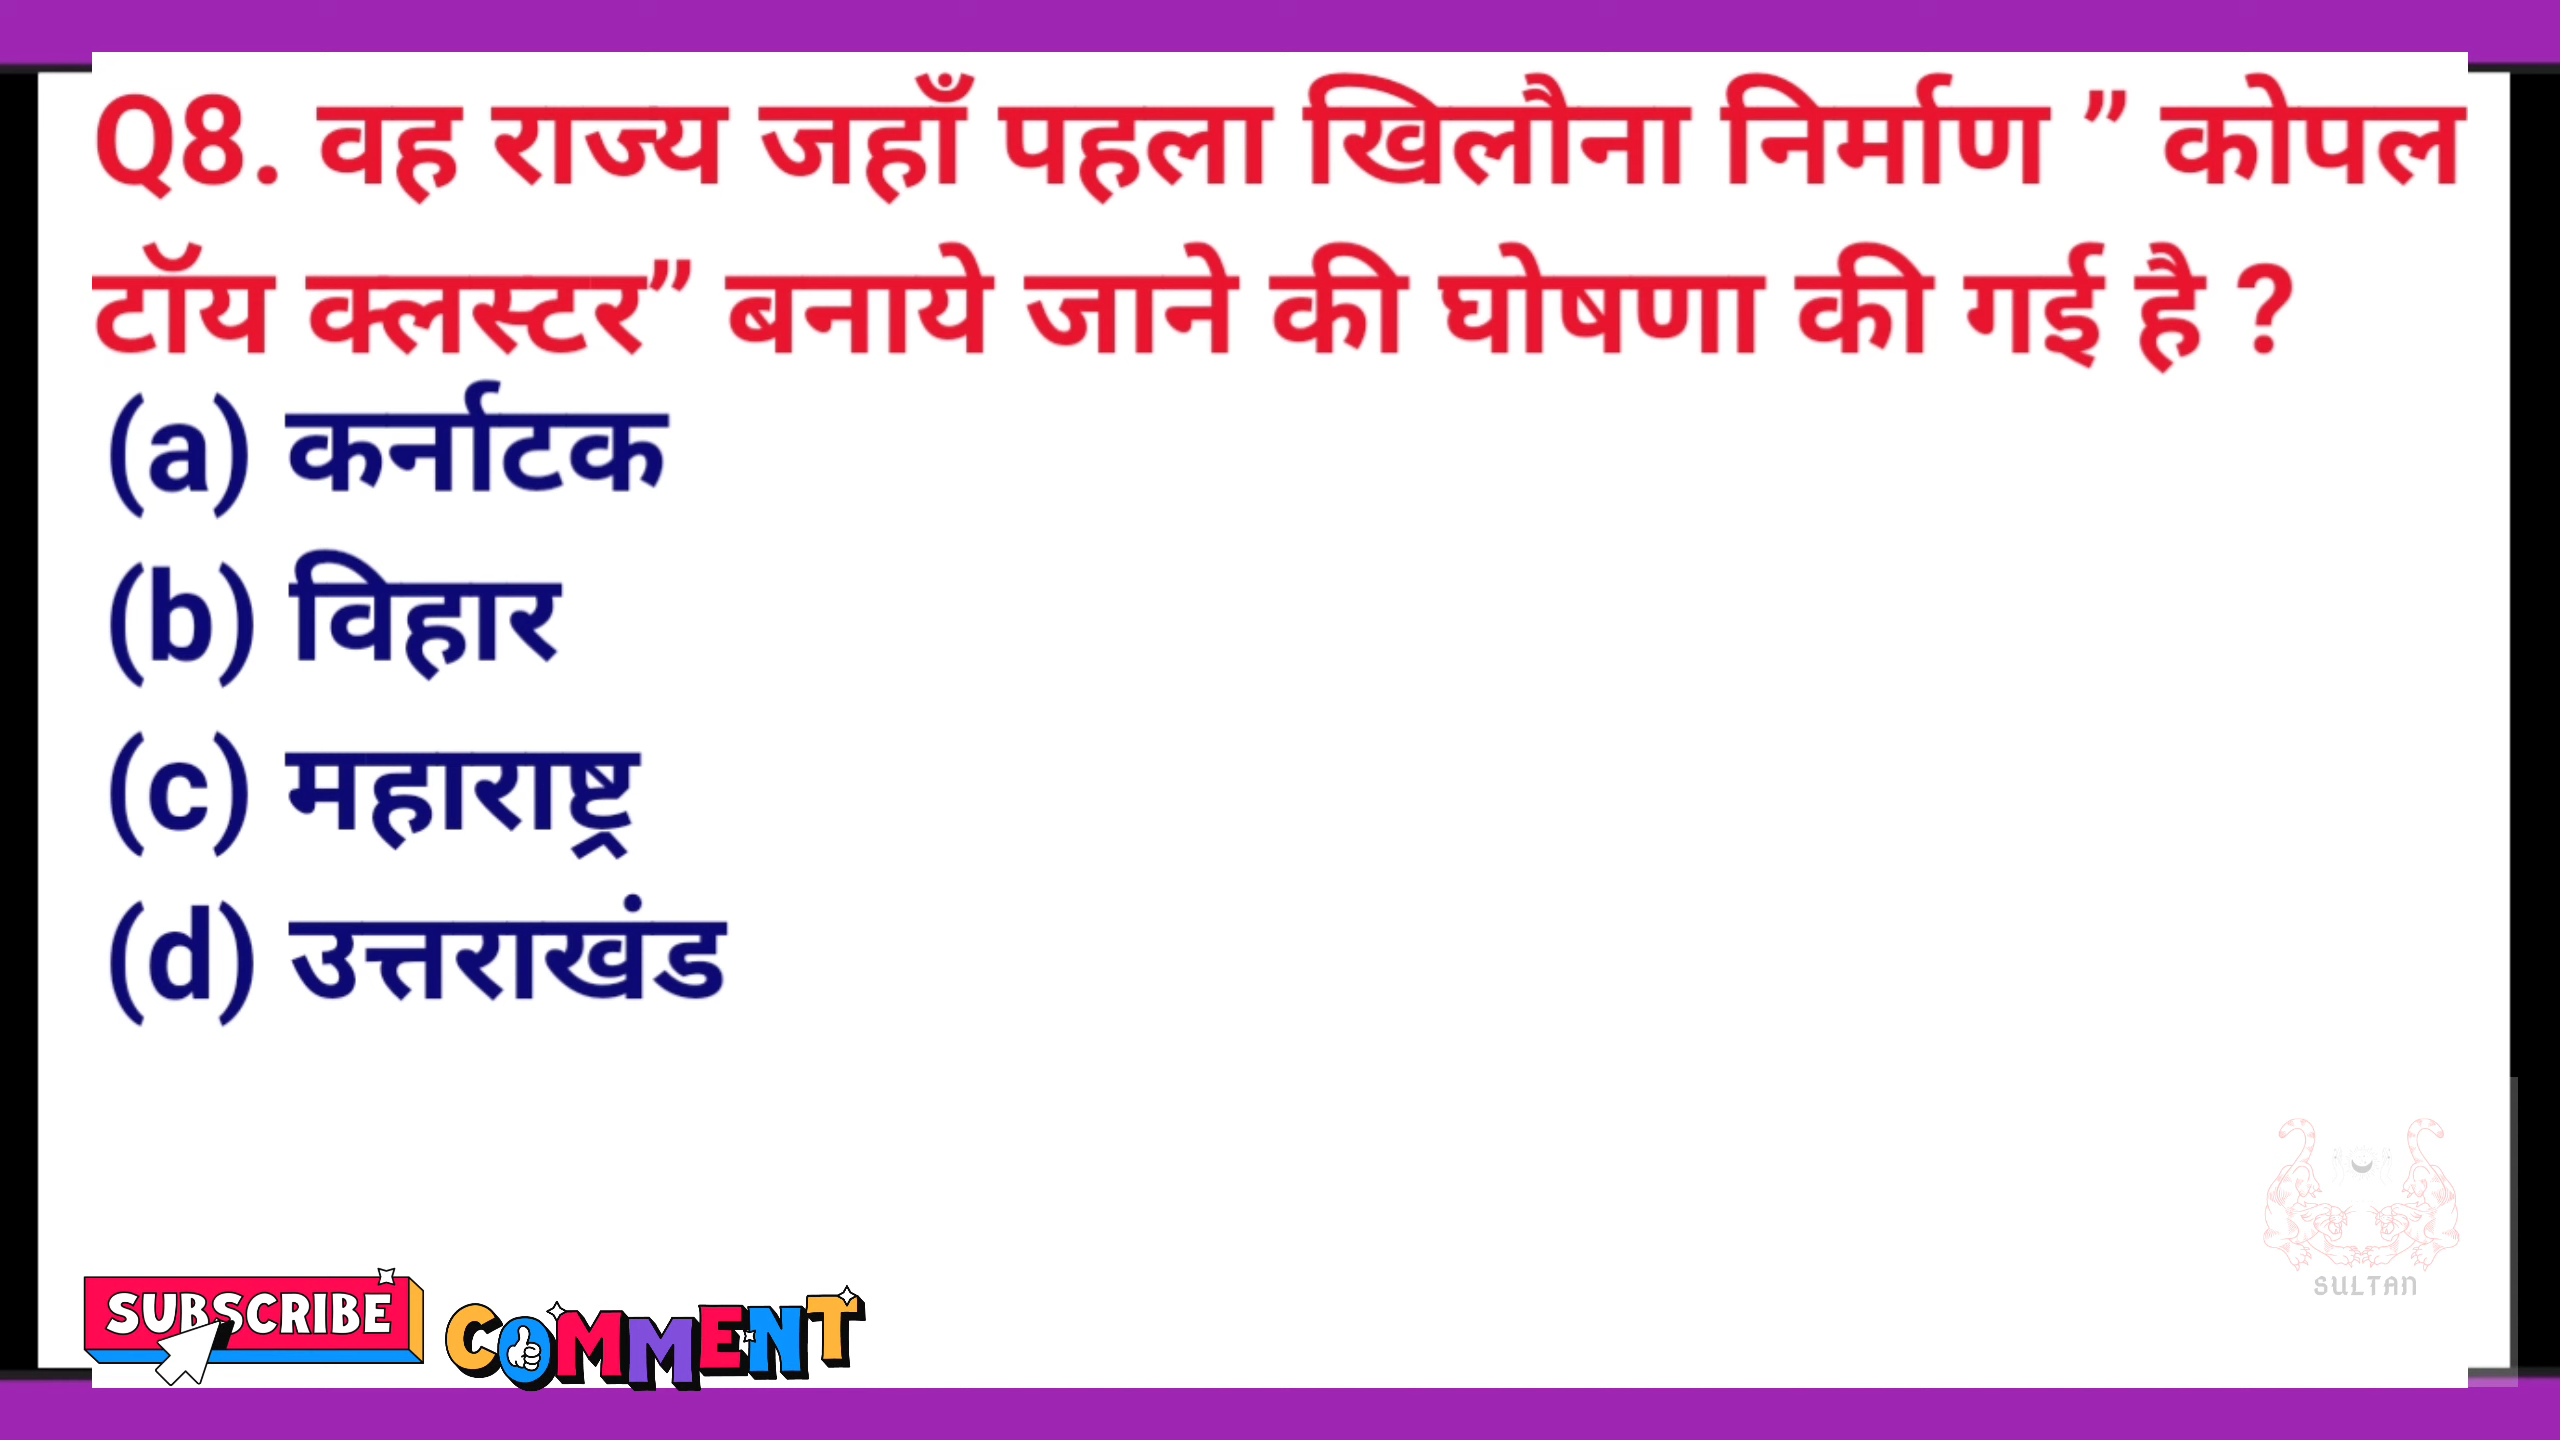 Q8. वह राज्य जहाँ पहला खिलौना निर्माण ” कोपल
टॉय क्लस्टर” बनाये जाने की घोषणा की गई है ?
(a) कर्नाटक
(b) विहार
(c) महाराष्ट्र
(d) उत्तराखंड
SULTAN
SUBSCRIBE
COMMENT